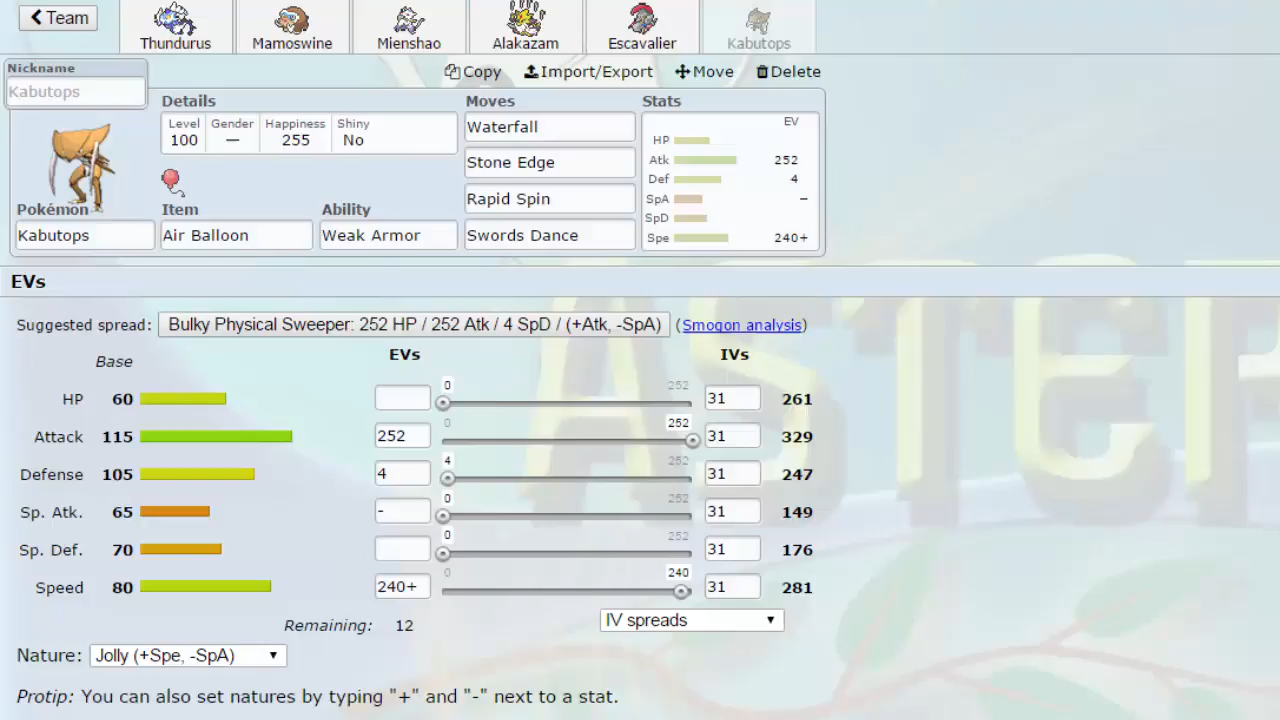 Team
Thundurus Mamoswine Mienshao Alakazam Escavalier Kabutops
Nickname
Kabutops
Copy Import/Export Move Delete
Details Moves Stats
Level Gender Happiness Shiny
100 — 255 No
Waterfall
Stone Edge
Rapid Spin
Swords Dance
EV
HP
Atk 252
Def 4
SpA –
SpD
Spe 240+
Pokémon Item Ability
Kabutops Air Balloon Weak Armor
EVs
Suggested spread: Bulky Physical Sweeper: 252 HP / 252 Atk / 4 SpD / (+Atk, -SpA) (Smogon analysis)
Base EVs IVs
HP 60 0 252 31 261
Attack 115 252 0 252 31 329
Defense 105 4 4 252 31 247
Sp. Atk. 65 - 0 252 31 149
Sp. Def. 70 0 252 31 176
Speed 80 240+ 0 240 31 281
Remaining: 12 IV spreads
Nature: Jolly (+Spe, -SpA)
Protip: You can also set natures by typing "+" and "-" next to a stat.
ASTER